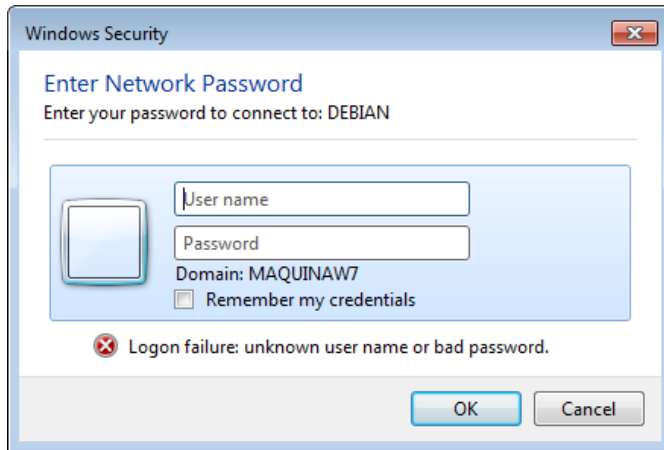 Windows Security
Enter Network Password
Enter your password to connect to: DEBIAN
User name
Password
Domain: MAQUINAW7
Remember my credentials
Logon failure: unknown user name or bad password.
OK Cancel